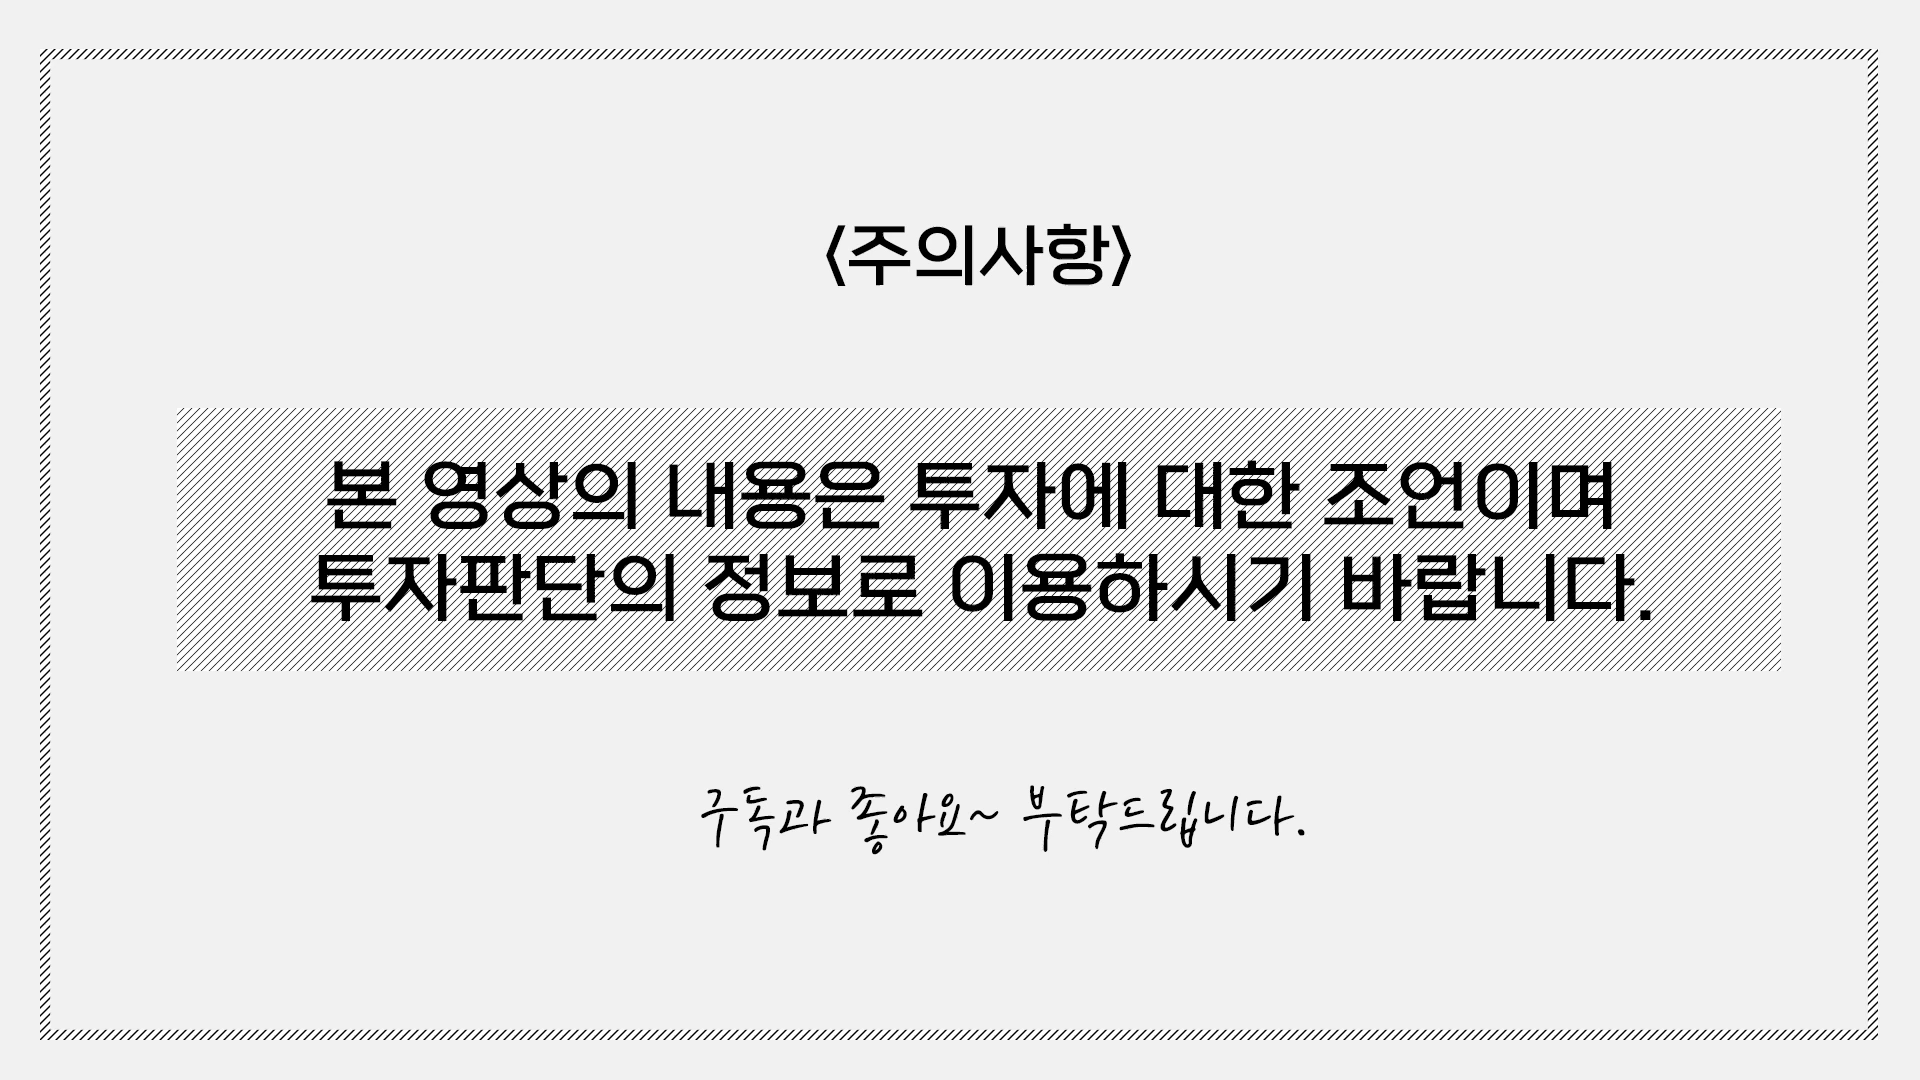 〈주의사항〉
본 영상의 내용은 투자에 대한 조언이며
투자판단의 정보로 이용하시기 바랍니다.
구독과 좋아요~ 부탁드립니다.